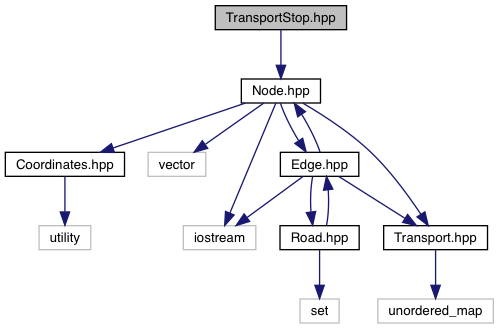 TransportStop.hpp
Node.hpp
Coordinates.hpp
vector
Edge.hpp
utility
iostream
Road.hpp
Transport.hpp
set
unordered_map